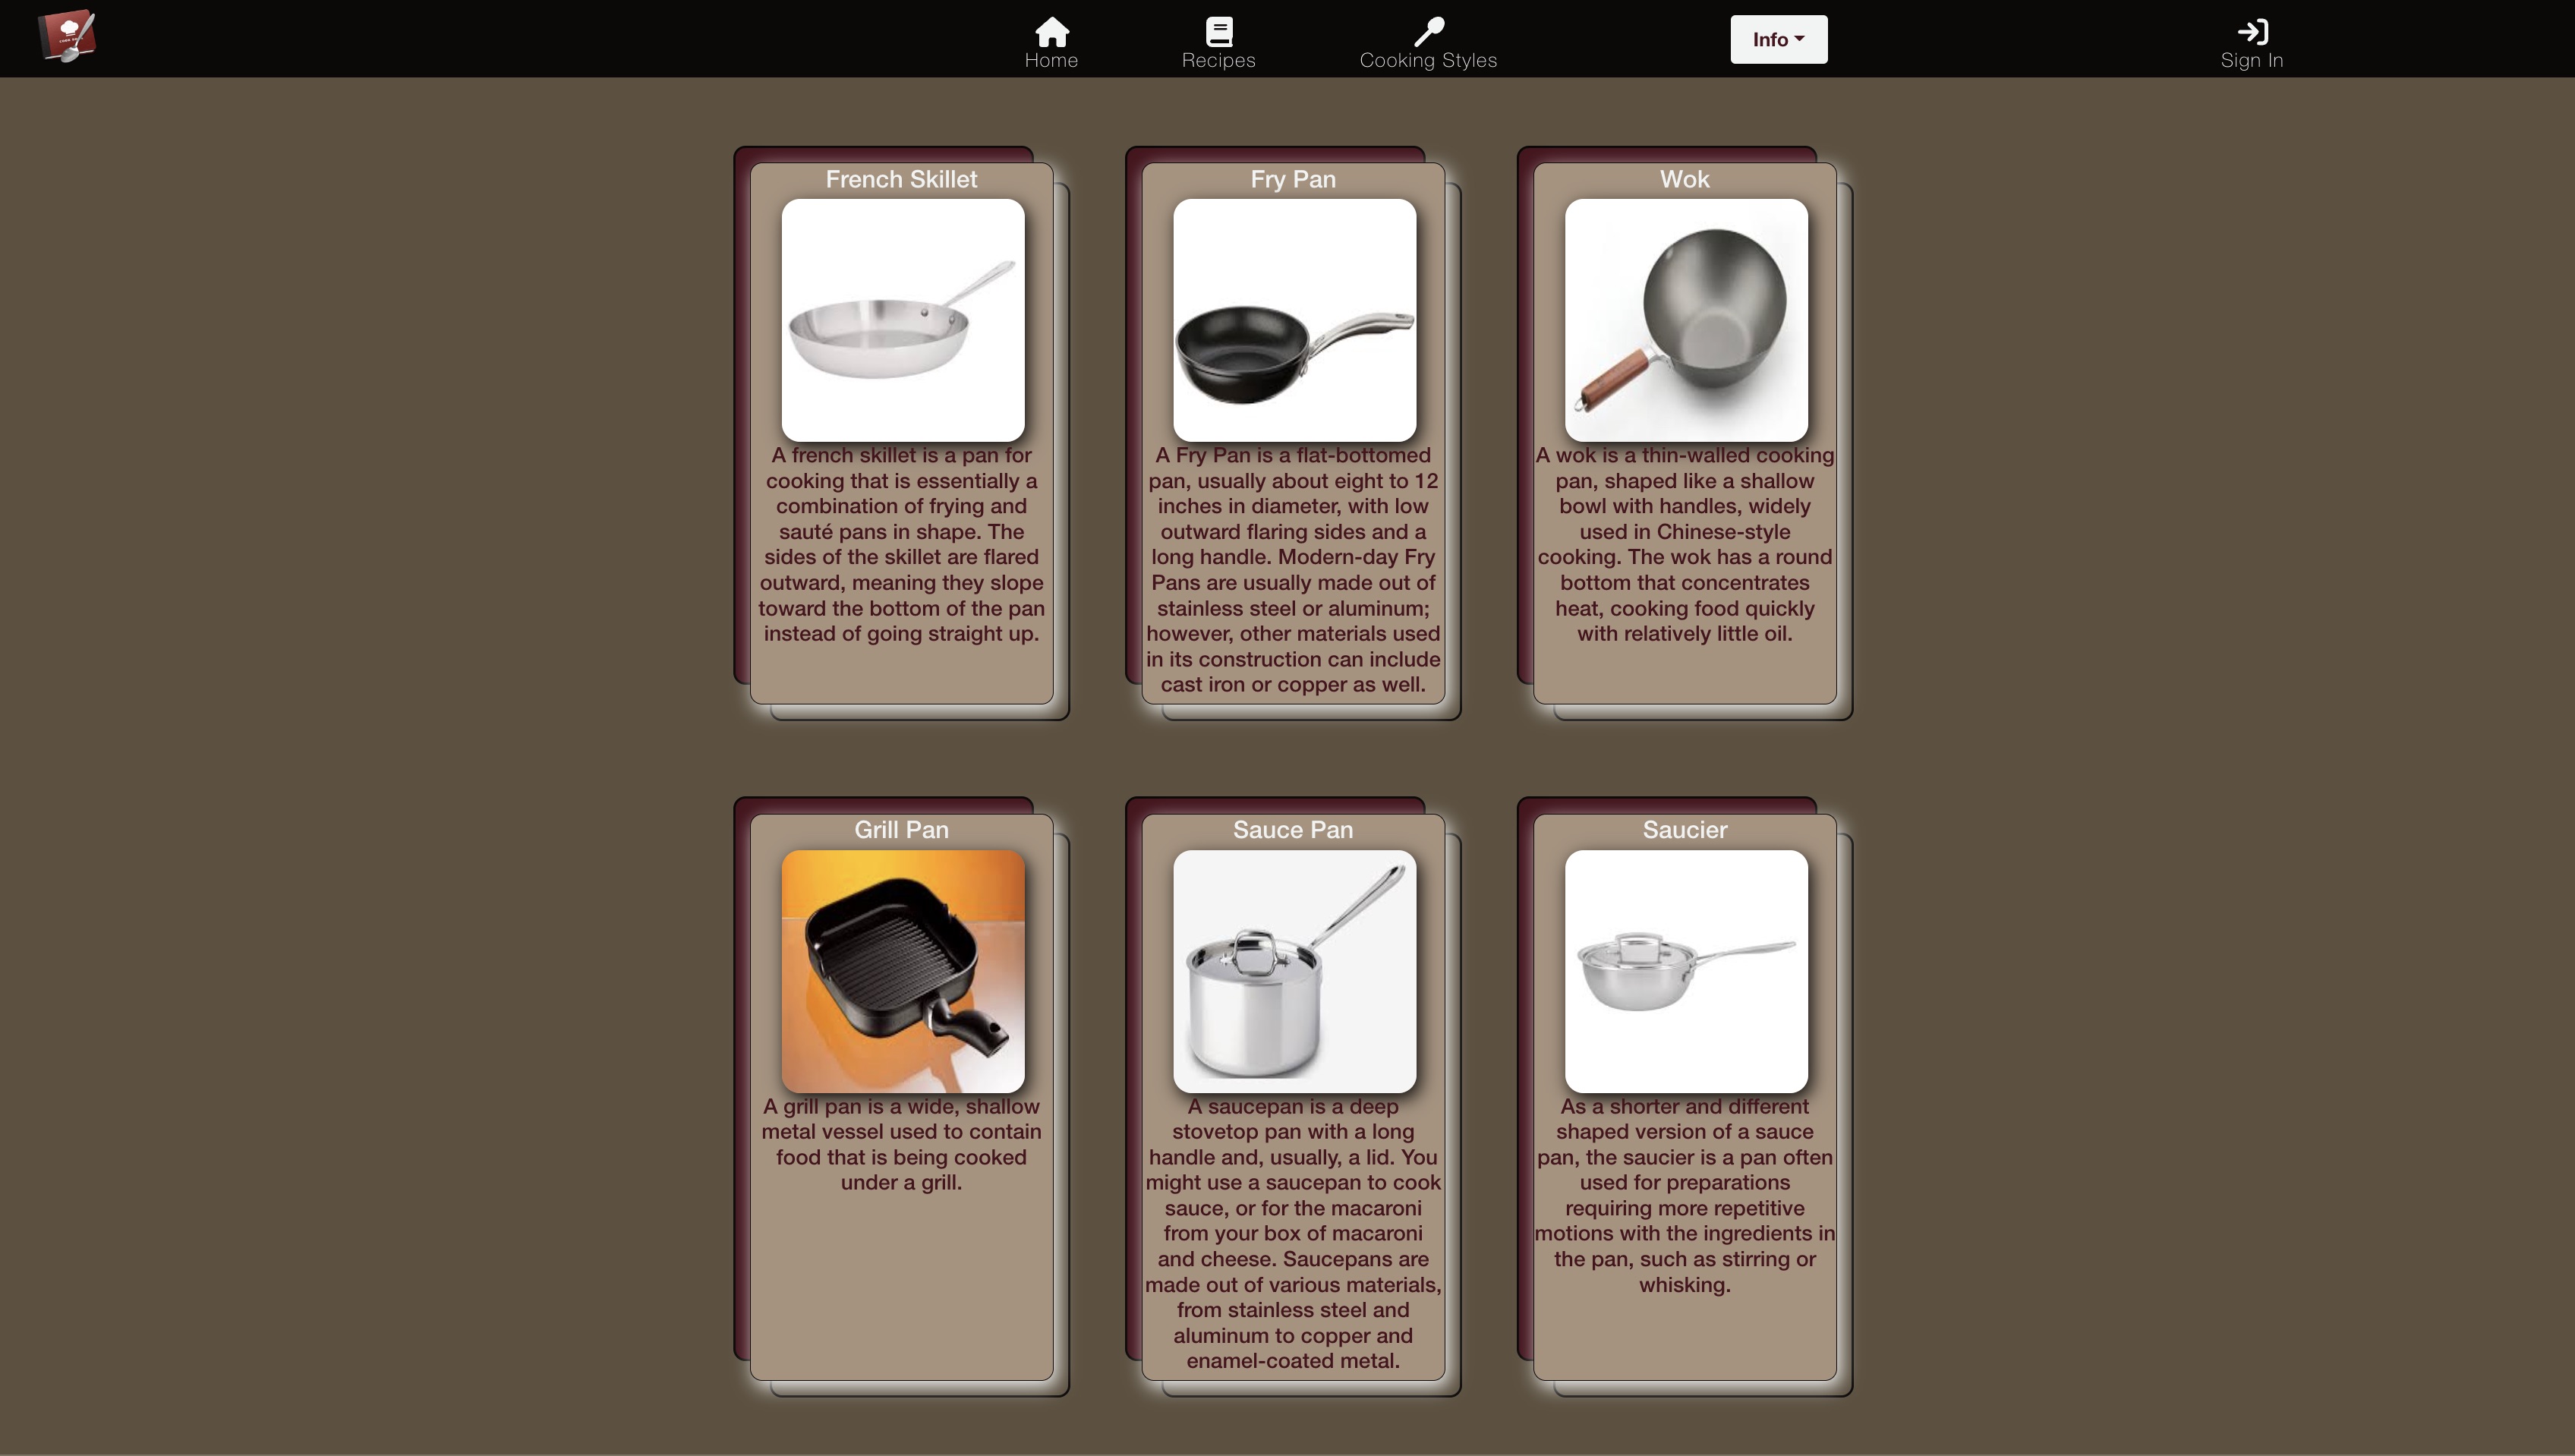 Home
Recipes
Cooking Styles
Info
Sign In
French Skillet
A french skillet is a pan for
cooking that is essentially a
combination of frying and
sauté pans in shape. The
sides of the skillet are flared
outward, meaning they slope
toward the bottom of the pan
instead of going straight up.
Fry Pan
A Fry Pan is a flat-bottomed
pan, usually about eight to 12
inches in diameter, with low
outward flaring sides and a
long handle. Modern-day Fry
Pans are usually made out of
stainless steel or aluminum;
however, other materials used
in its construction can include
cast iron or copper as well.
Wok
A wok is a thin-walled cooking
pan, shaped like a shallow
bowl with handles, widely
used in Chinese-style
cooking. The wok has a round
bottom that concentrates
heat, cooking food quickly
with relatively little oil.
Grill Pan
A grill pan is a wide, shallow
metal vessel used to contain
food that is being cooked
under a grill.
Sauce Pan
A saucepan is a deep
stovetop pan with a long
handle and, usually, a lid. You
might use a saucepan to cook
sauce, or for the macaroni
from your box of macaroni
and cheese. Saucepans are
made out of various materials,
from stainless steel and
aluminum to copper and
enamel-coated metal.
Saucier
As a shorter and different
shaped version of a sauce
pan, the saucier is a pan often
used for preparations
requiring more repetitive
motions with the ingredients in
the pan, such as stirring or
whisking.